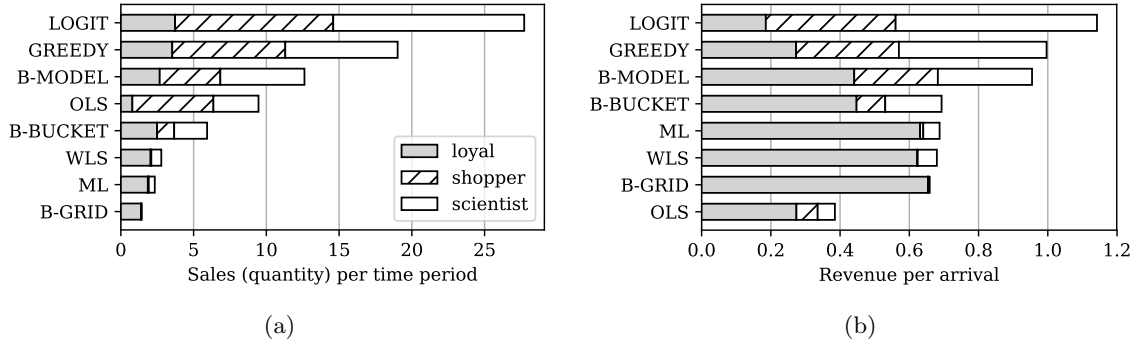 LOGIT
GREEDY
B-MODEL
OLS
B-BUCKET
WLS
ML
B-GRID
loyal
shopper
scientist
0 5 10 15 20 25
Sales (quantity) per time period
(a)
LOGIT
GREEDY
B-MODEL
B-BUCKET
ML
WLS
B-GRID
OLS
0.0 0.2 0.4 0.6 0.8 1.0 1.2
Revenue per arrival
(b)